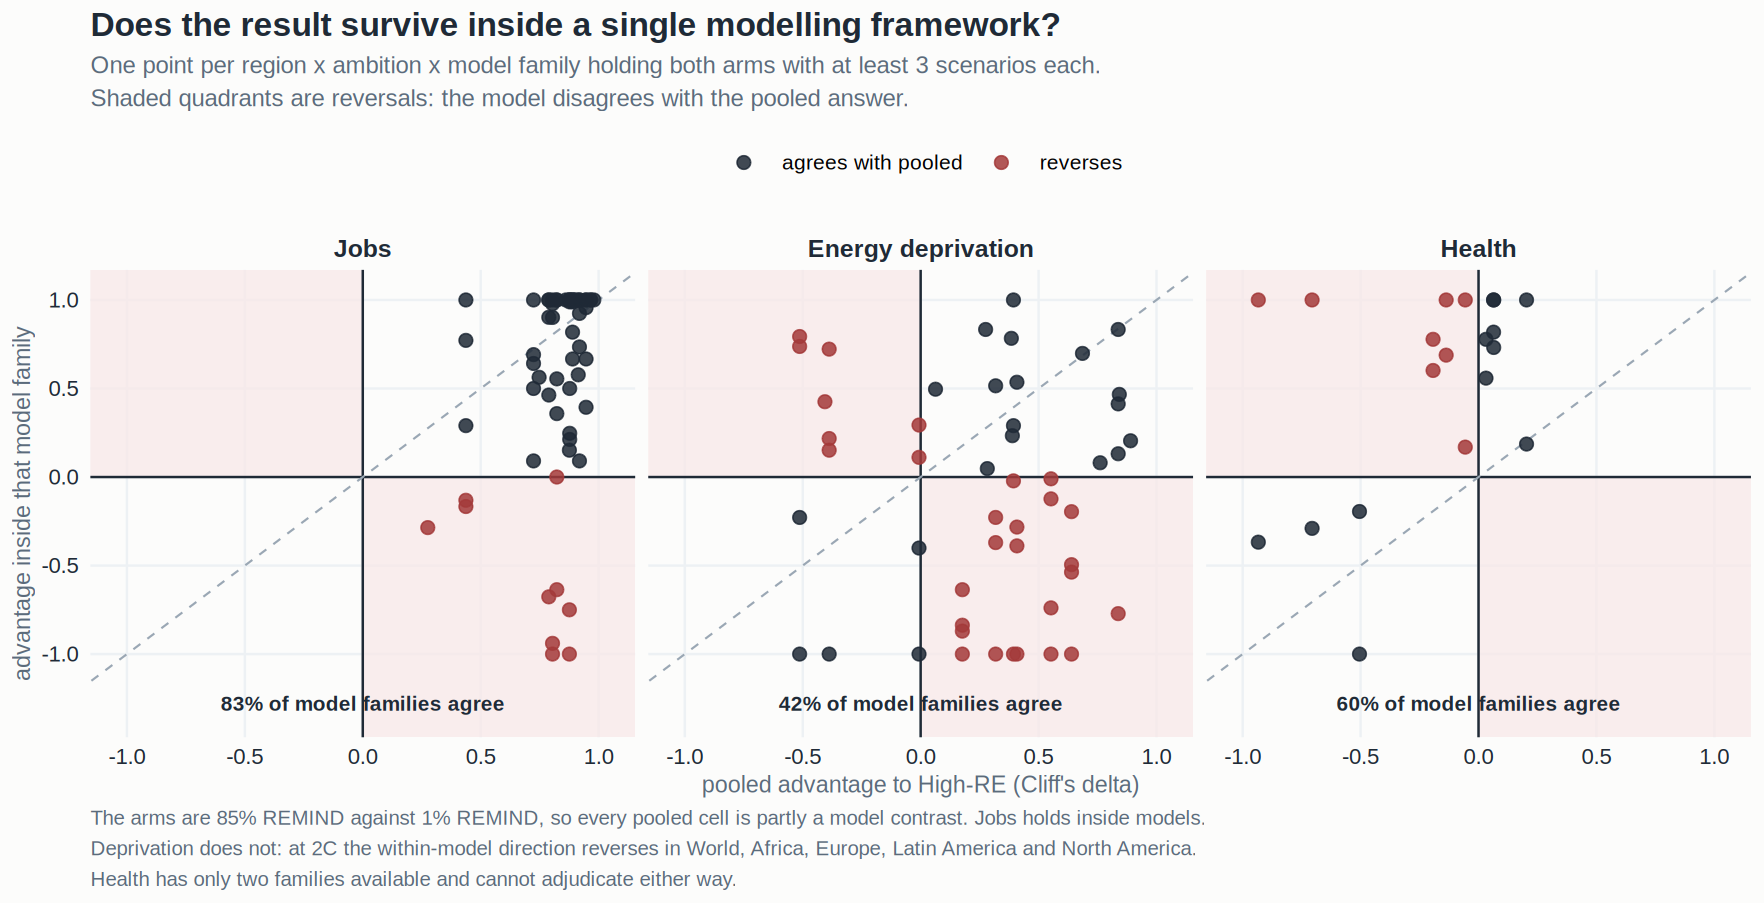 Does the result survive inside a single modelling framework?
One point per region x ambition x model family holding both arms with at least 3 scenarios each.
Shaded quadrants are reversals: the model disagrees with the pooled answer.
agrees with pooled reverses
Jobs Energy deprivation Health
advantage inside that model family
1.0
0.5
0.0
-0.5
-1.0
83% of model families agree 42% of model families agree 60% of model families agree
-1.0 -0.5 0.0 0.5 1.0 -1.0 -0.5 0.0 0.5 1.0 -1.0 -0.5 0.0 0.5 1.0
pooled advantage to High-RE (Cliff's delta)
The arms are 85% REMIND against 1% REMIND, so every pooled cell is partly a model contrast. Jobs holds inside models.
Deprivation does not: at 2C the within-model direction reverses in World, Africa, Europe, Latin America and North America.
Health has only two families available and cannot adjudicate either way.